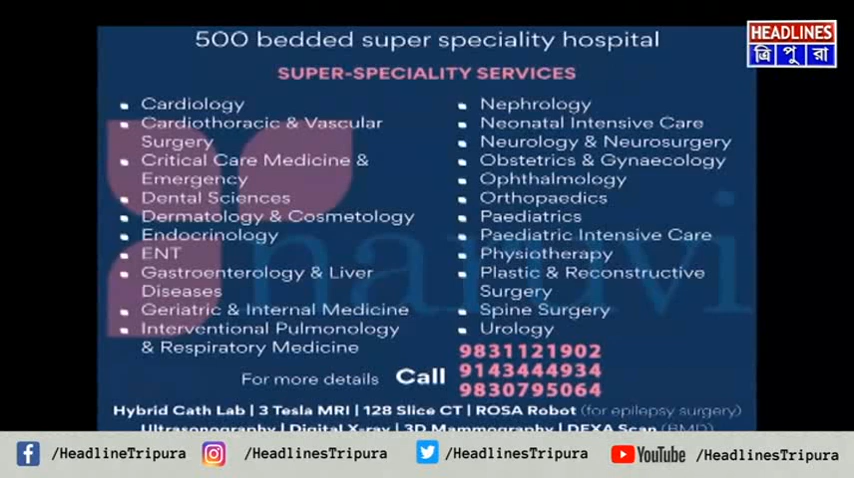 HEADLINES
ত্রিপুরা
500 bedded super speciality hospital
SUPER-SPECIALITY SERVICES
Cardiology
Cardiothoracic & Vascular
Surgery
Critical Care Medicine &
Emergency
Dental Sciences
Dermatology & Cosmetology
Endocrinology
ENT
Gastroenterology & Liver
Diseases
Geriatric & Internal Medicine
Interventional Pulmonology
& Respiratory Medicine
Nephrology
Neonatal Intensive Care
Neurology & Neurosurgery
Obstetrics & Gynaecology
Ophthalmology
Orthopaedics
Paediatrics
Paediatric Intensive Care
Physiotherapy
Plastic & Reconstructive
Surgery
Spine Surgery
Urology
For more details Call
9831121902
9143444934
9830795064
Hybrid Cath Lab | 3 Tesla MRI | 128 Slice CT | ROSA Robot (for epilepsy surgery)
Ultrasonography | Digital X-ray | 3D Mammography | DEXA Scan (BMD)
/HeadlineTripura /HeadlineTripura /HeadlinesTripura YouTube /HeadlinesTripura